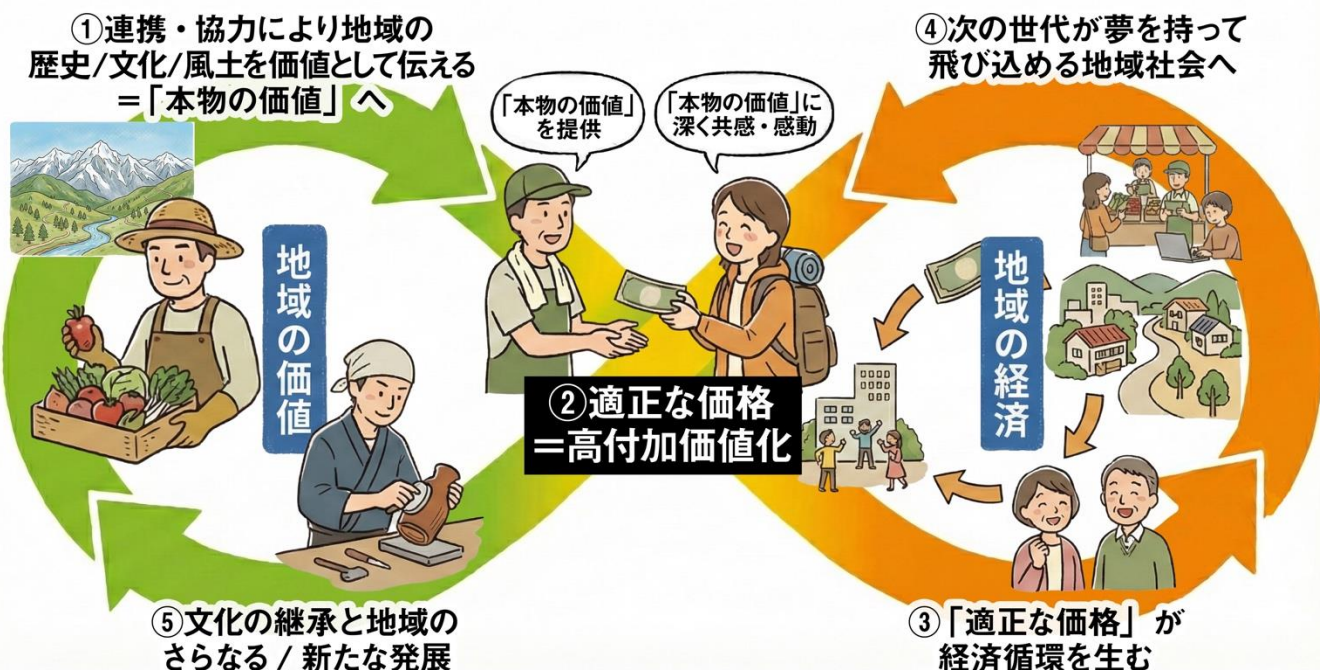 ①連携・協力により地域の
歴史/文化/風土を価値として伝える
＝「本物の価値」へ
④次の世代が夢を持って
飛び込める地域社会へ
「本物の価値」
を提供
「本物の価値」に
深く共感・感動
地域の価値
地域の経済
②適正な価格
＝高付加価値化
⑤文化の継承と地域の
さらなる / 新たな発展
③「適正な価格」が
経済循環を生む